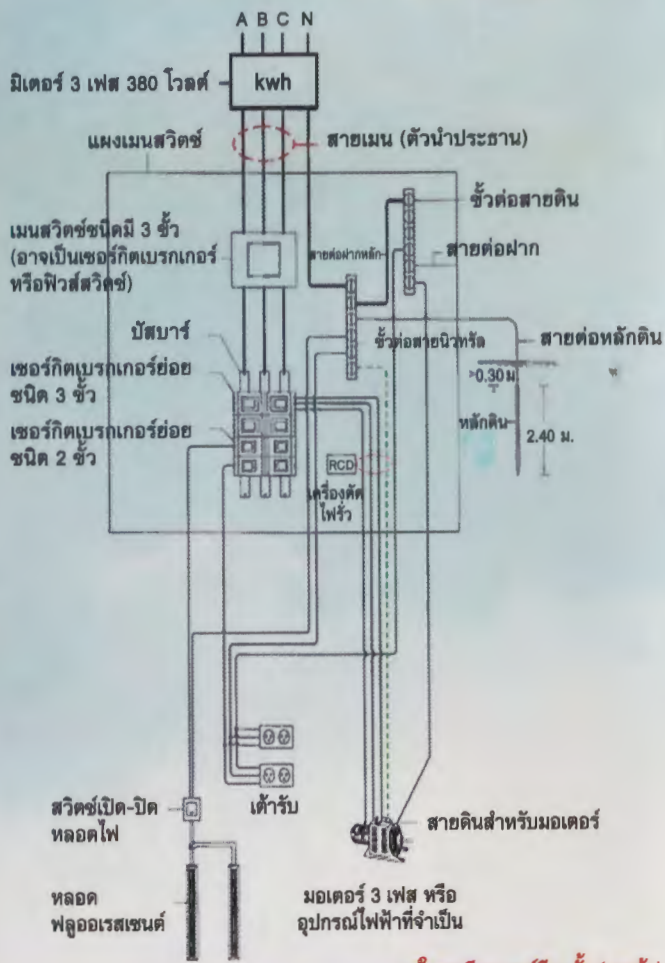 A B C N
มิเตอร์ 3 เฟส 380 โวลต์
kwh
แผงเมนสวิตช์
สายเมน (ตัวนำประธาน)
เมนสวิตช์ชนิดมี 3 ขั้ว
(อาจเป็นเซอร์กิตเบรกเกอร์
หรือฟิวส์สวิตช์)
ขั้วต่อสายดิน
สายต่อฝากหลัก
สายต่อฝาก
บัสบาร์
ขั้วต่อสายนิวทรัล
สายต่อหลักดิน
เซอร์กิตเบรกเกอร์ย่อย
ชนิด 3 ขั้ว
>0.30 ม.
เซอร์กิตเบรกเกอร์ย่อย
ชนิด 2 ขั้ว
หลักดิน
2.40 ม.
RCD
เครื่องตัด
ไฟรั่ว
สวิตช์เปิด-ปิด
หลอดไฟ
เต้ารับ
สายดินสำหรับมอเตอร์
หลอด
ฟลูออเรสเซนต์
มอเตอร์ 3 เฟส หรือ
อุปกรณ์ไฟฟ้าที่จำเป็น